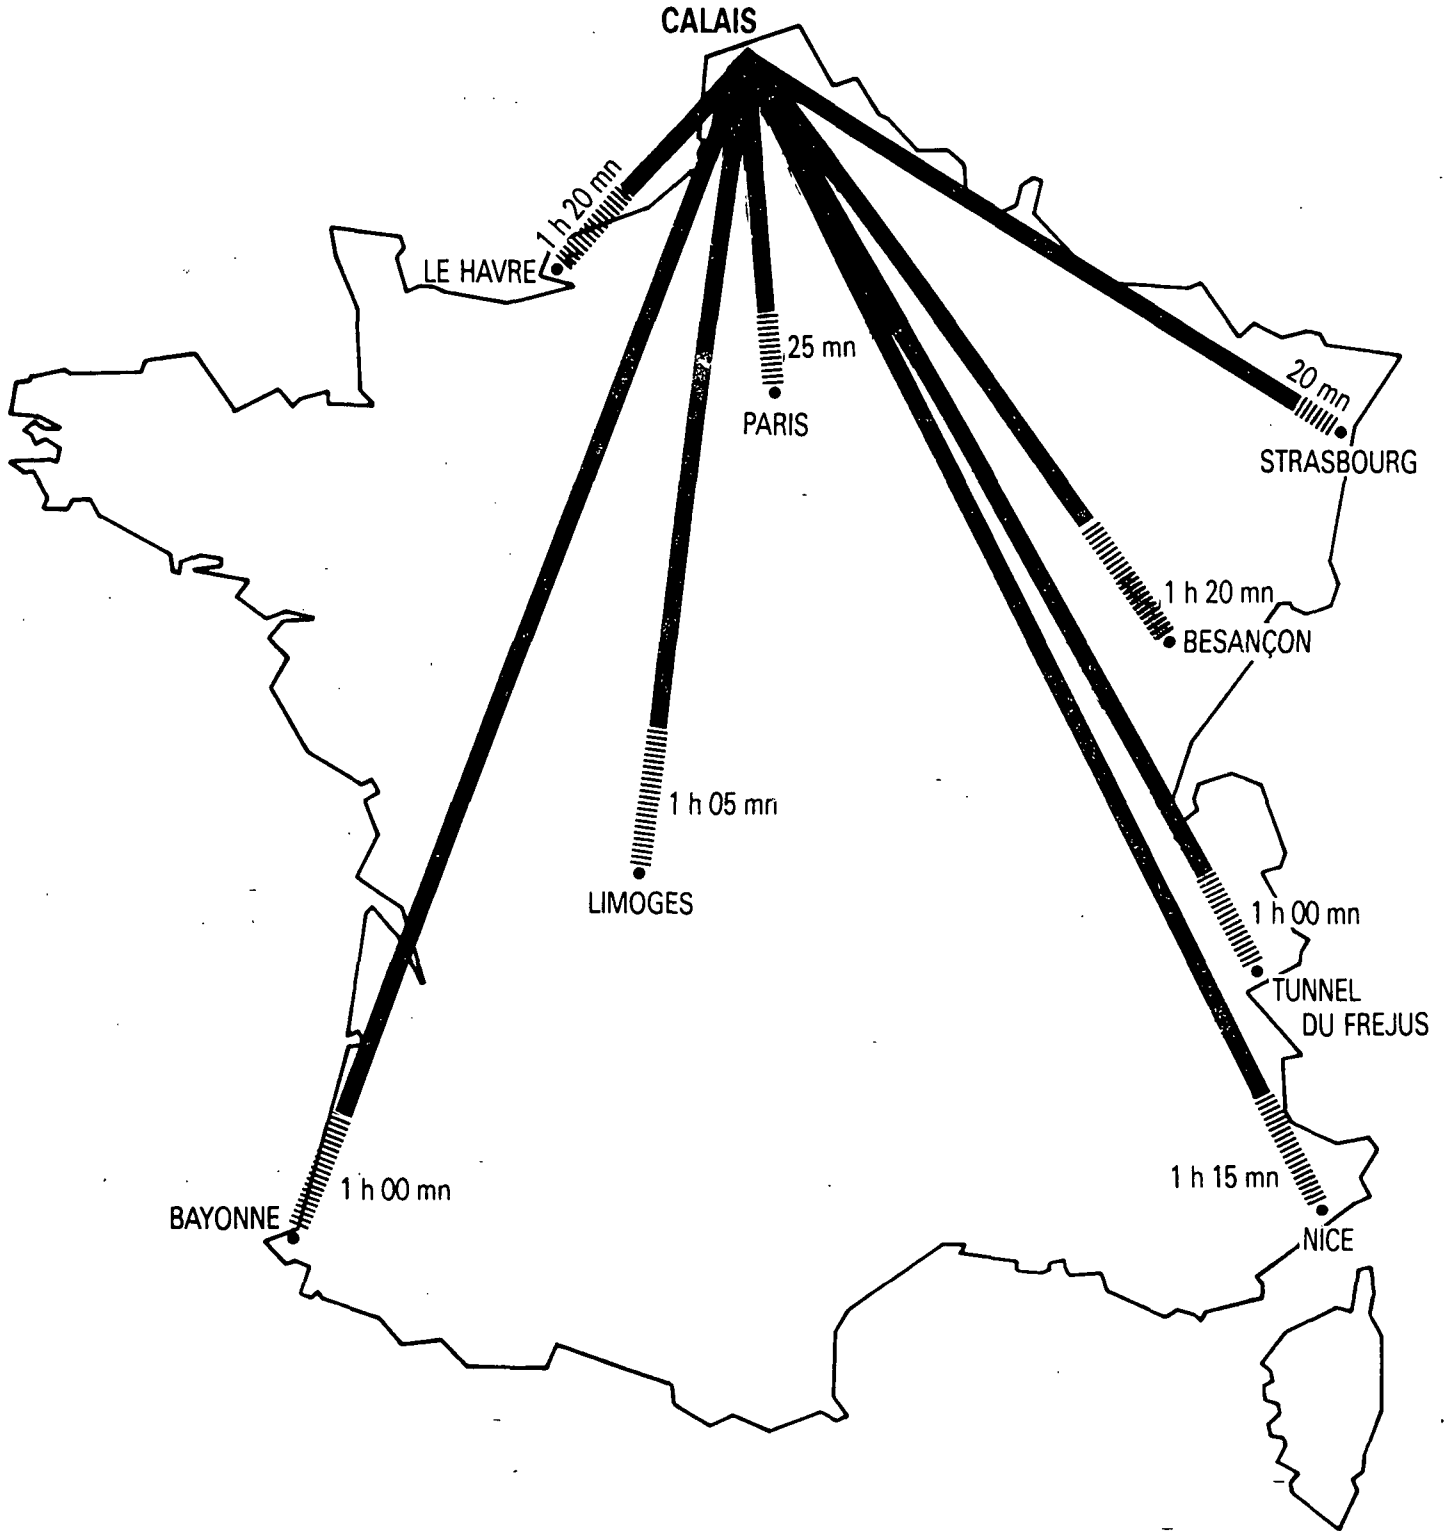 CALAIS
1 h 20 mn
LE HAVRE
25 mn
PARIS
20 mn
STRASBOURG
1 h 20 mn
BESANÇON
1 h 05 mn
LIMOGES
1 h 00 mn
TUNNEL
DU FREJUS
1 h 00 mn
BAYONNE
1 h 15 mn
NICE